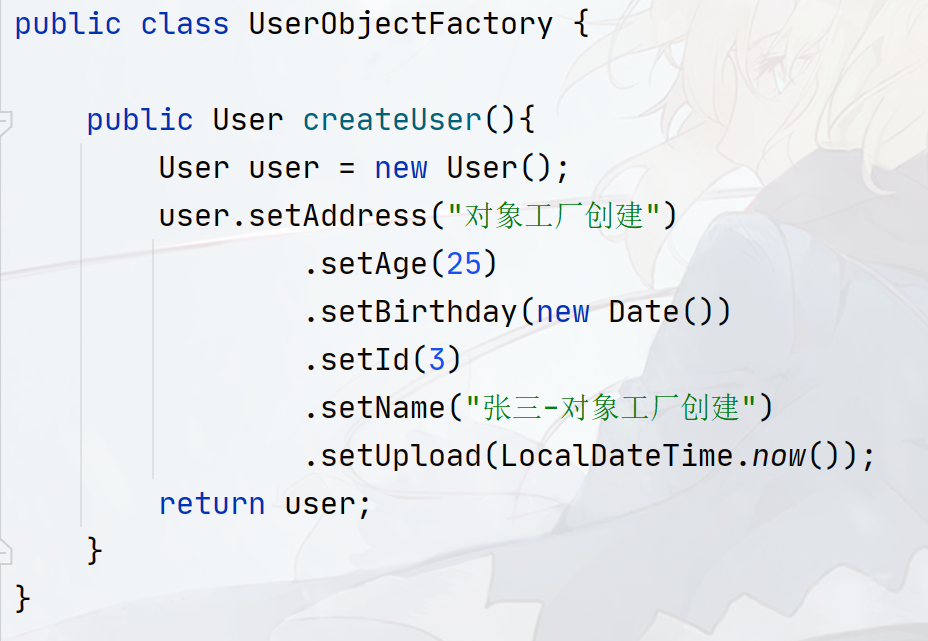 public class UserObjectFactory {
public User createUser(){
User user = new User();
user.setAddress("对象工厂创建")
.setAge(25)
.setBirthday(new Date())
.setId(3)
.setName("张三-对象工厂创建")
.setUpload(LocalDateTime.now());
return user;
}
}